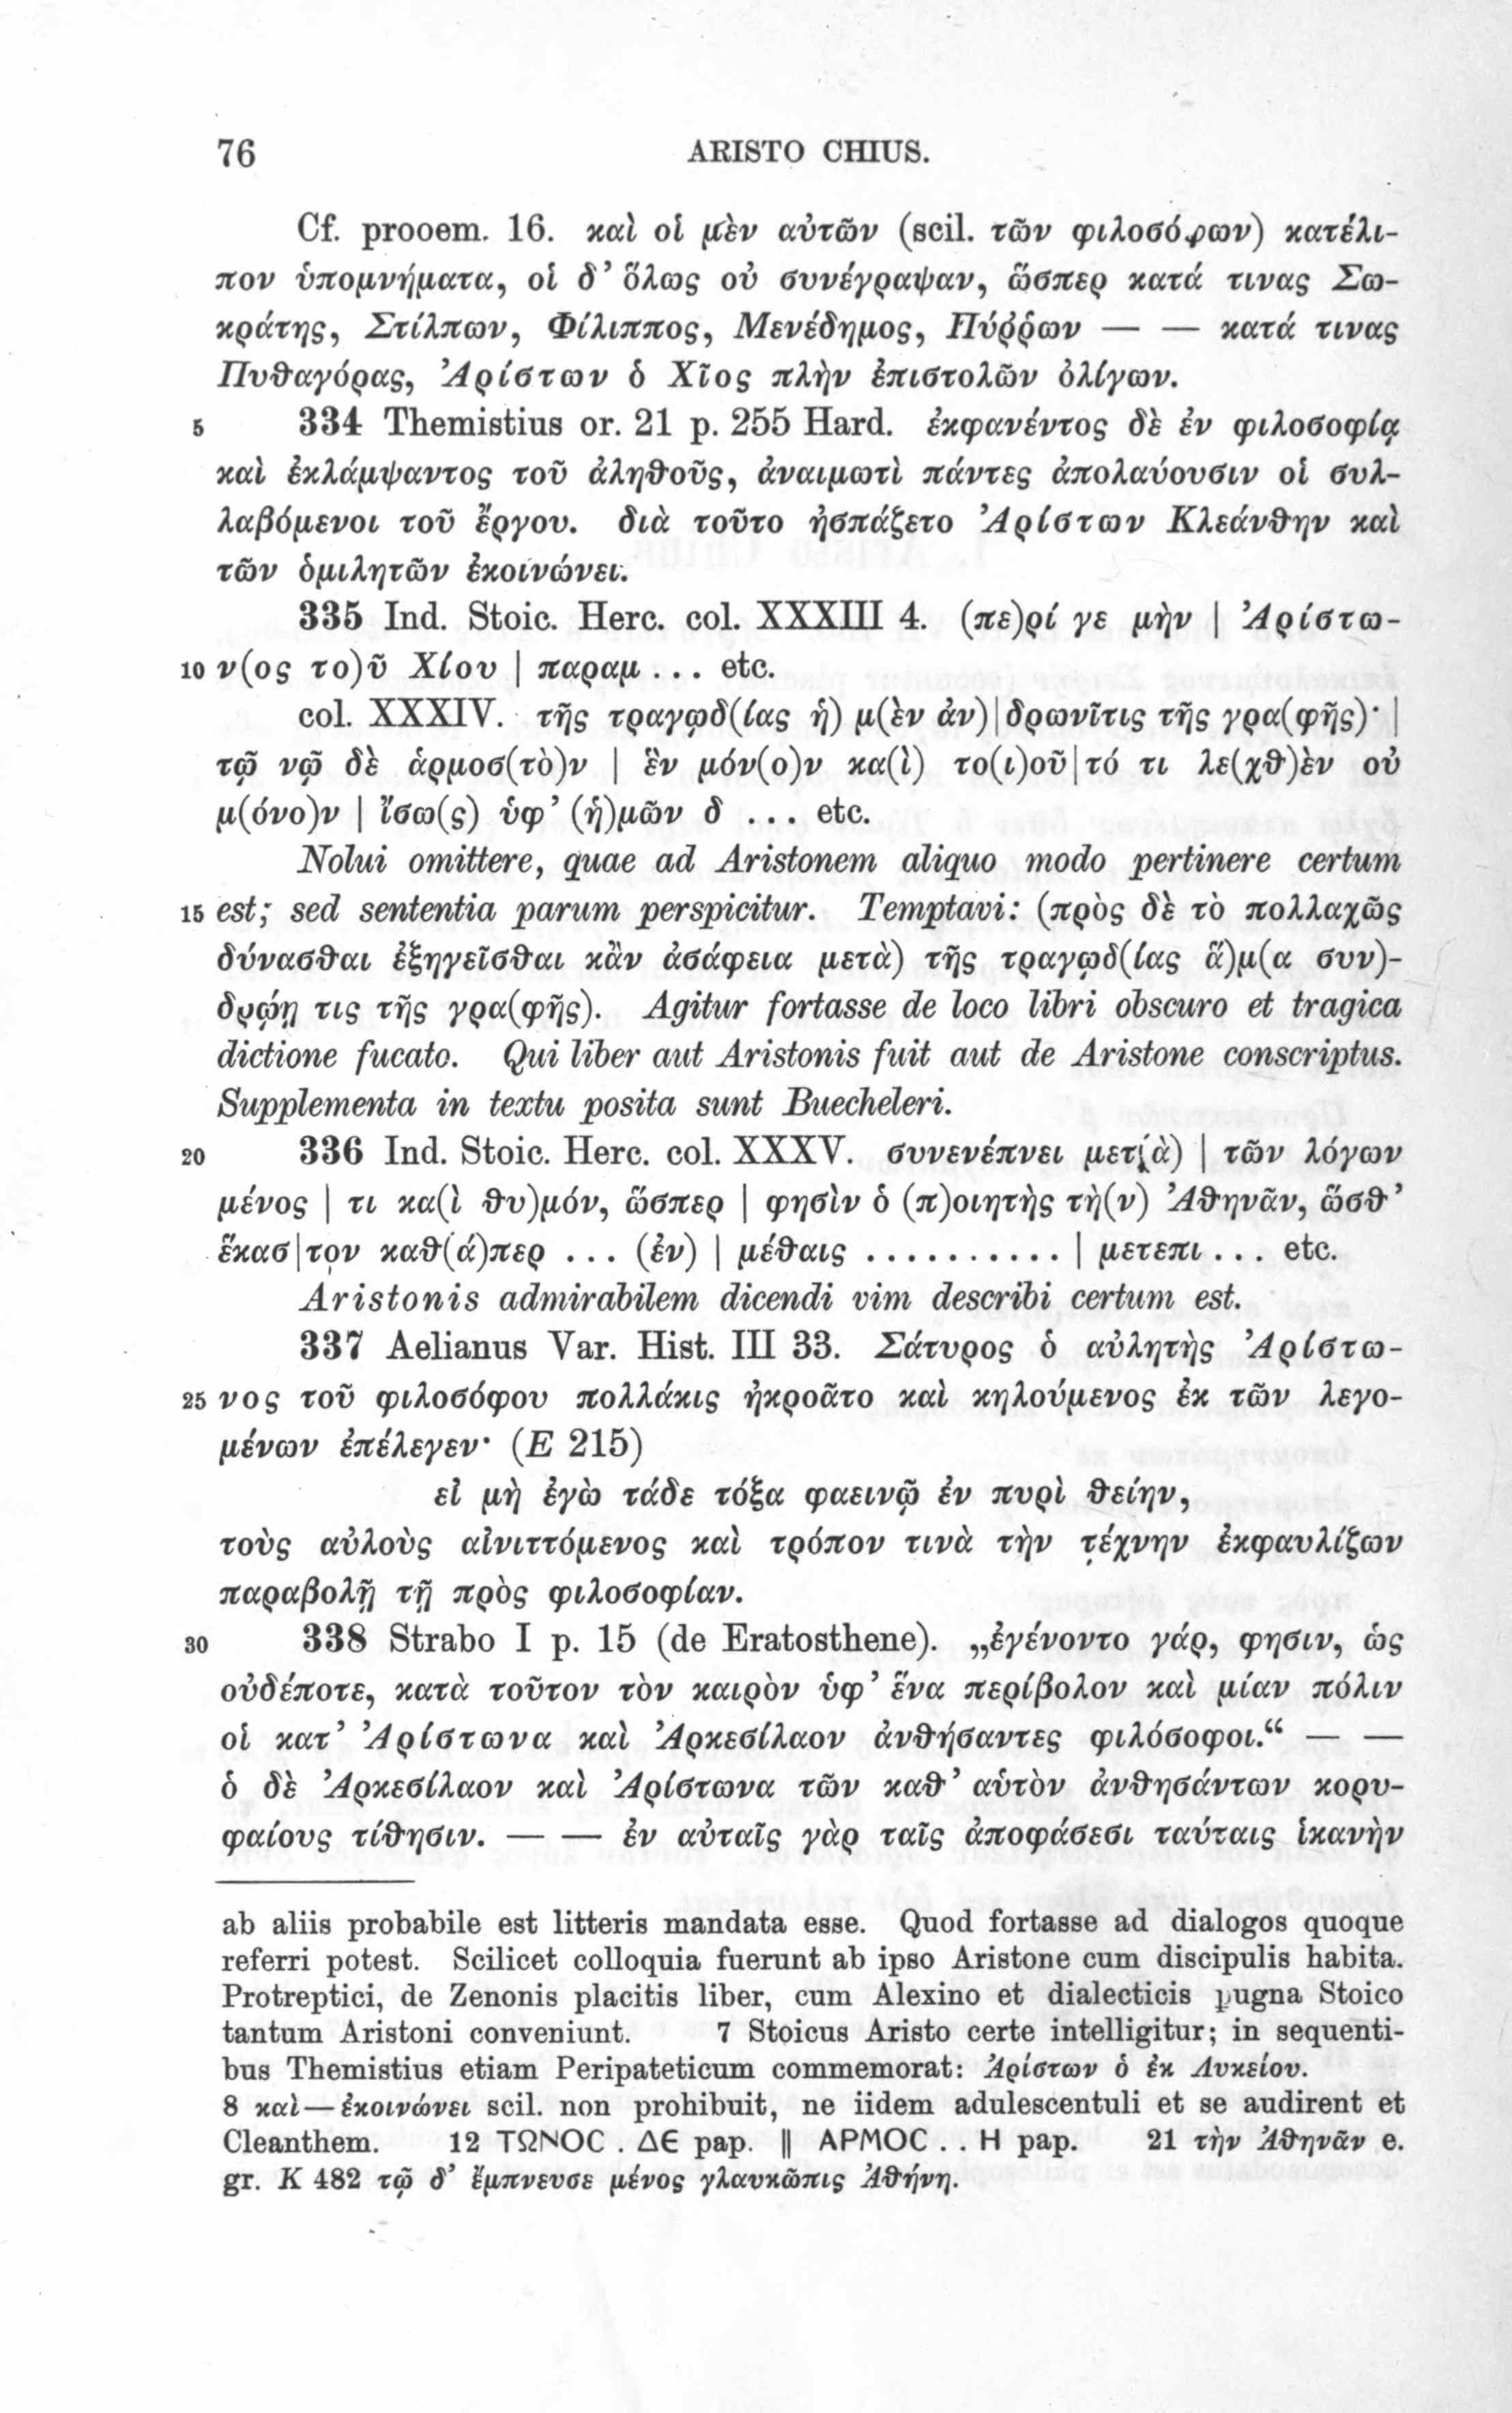 76 ARISTO CHIUS.
Cf. prooem. 16. καὶ οἱ μὲν αὐτῶν (scil. τῶν φιλοσόφων) κατέλι-
πον ὑπομνήματα, οἱ δ’ ὅλως οὐ συνέγραψαν, ὥσπερ κατά τινας Σω-
κράτης, Στίλπων, Φίλιππος, Μενέδημος, Πύῤῥων — — κατά τινας
Πυθαγόρας, Ἀρίστων ὁ Χῖος πλὴν ἐπιστολῶν ὀλίγων.
5 334 Themistius or. 21 p. 255 Hard. ἐκφανέντος δὲ ἐν φιλοσοφίᾳ
καὶ ἐκλάμψαντος τοῦ ἀληθοῦς, ἀναιμωτὶ πάντες ἀπολαύουσιν οἱ συλ-
λαβόμενοι τοῦ ἔργου. διὰ τοῦτο ἠσπάζετο Ἀρίστων Κλεάνθην καὶ
τῶν ὁμιλητῶν ἐκοινώνει.
335 Ind. Stoic. Herc. col. XXXIII 4. (πε)ρί γε μὴν | Ἀρίστω-
10 ν(ος το)ῦ Χίου | παραμ ... etc.
col. XXXIV. τῆς τραγῳδ(ίας ἡ) μ(ὲν ἀν)|δρωνῖτις τῆς γρα(φῆς)· |
τῷ νῷ δὲ ἁρμοσ(τὸ)ν | ἓν μόν(ο)ν κα(ὶ) το(ι)οῦ|τό τι λε(χθ)ὲν οὐ
μ(όνο)ν | ἴσω(ς) ὑφ’ (ἡ)μῶν δ ... etc.
Nolui omittere, quae ad Aristonem aliquo modo pertinere certum
15 est; sed sententia parum perspicitur. Temptavi: (πρὸς δὲ τὸ πολλαχῶς
δύνασθαι ἐξηγεῖσθαι κἂν ἀσάφεια μετὰ) τῆς τραγῳδ(ίας ἅ)μ(α συν)-
δρῴη τις τῆς γρα(φῆς). Agitur fortasse de loco libri obscuro et tragica
dictione fucato. Qui liber aut Aristonis fuit aut de Aristone conscriptus.
Supplementa in textu posita sunt Buecheleri.
20 336 Ind. Stoic. Herc. col. XXXV. συνενέπνει μετ(ὰ) | τῶν λόγων
μένος | τι κα(ὶ θυ)μόν, ὥσπερ | φησὶν ὁ (π)οιητὴς τὴ(ν) Ἀθηνᾶν, ὥσθ’
ἕκασ|τον καθ(ά)περ ... (ἐν) | μέθαις .......... | μετεπι ... etc.
Aristonis admirabilem dicendi vim describi certum est.
337 Aelianus Var. Hist. III 33. Σάτυρος ὁ αὐλητὴς Ἀρίστω-
25 νος τοῦ φιλοσόφου πολλάκις ἠκροᾶτο καὶ κηλούμενος ἐκ τῶν λεγο-
μένων ἐπέλεγεν· (E 215)
εἰ μὴ ἐγὼ τάδε τόξα φαεινῷ ἐν πυρὶ θείην,
τοὺς αὐλοὺς αἰνιττόμενος καὶ τρόπον τινὰ τὴν τέχνην ἐκφαυλίζων
παραβολῇ τῇ πρὸς φιλοσοφίαν.
30 338 Strabo I p. 15 (de Eratosthene). „ἐγένοντο γάρ, φησιν, ὡς
οὐδέποτε, κατὰ τοῦτον τὸν καιρὸν ὑφ’ ἕνα περίβολον καὶ μίαν πόλιν
οἱ κατ’ Ἀρίστωνα καὶ Ἀρκεσίλαον ἀνθήσαντες φιλόσοφοι.“ — —
ὁ δὲ Ἀρκεσίλαον καὶ Ἀρίστωνα τῶν καθ’ αὑτὸν ἀνθησάντων κορυ-
φαίους τίθησιν. — — ἐν αὐταῖς γὰρ ταῖς ἀποφάσεσι ταύταις ἱκανὴν
ab aliis probabile est litteris mandata esse. Quod fortasse ad dialogos quoque
referri potest. Scilicet colloquia fuerunt ab ipso Aristone cum discipulis habita.
Protreptici, de Zenonis placitis liber, cum Alexino et dialecticis pugna Stoico
tantum Aristoni conveniunt. 7 Stoicus Aristo certe intelligitur; in sequenti-
bus Themistius etiam Peripateticum commemorat: Ἀρίστων ὁ ἐκ Λυκείου.
8 καὶ—ἐκοινώνει scil. non prohibuit, ne iidem adulescentuli et se audirent et
Cleanthem. 12 ΤΩΝΟC . ΔЄ pap. ‖ ΑΡΜΟC . . Η pap. 21 τὴν Ἀθηνᾶν e.
gr. K 482 τῷ δ’ ἔμπνευσε μένος γλαυκῶπις Ἀθήνη.